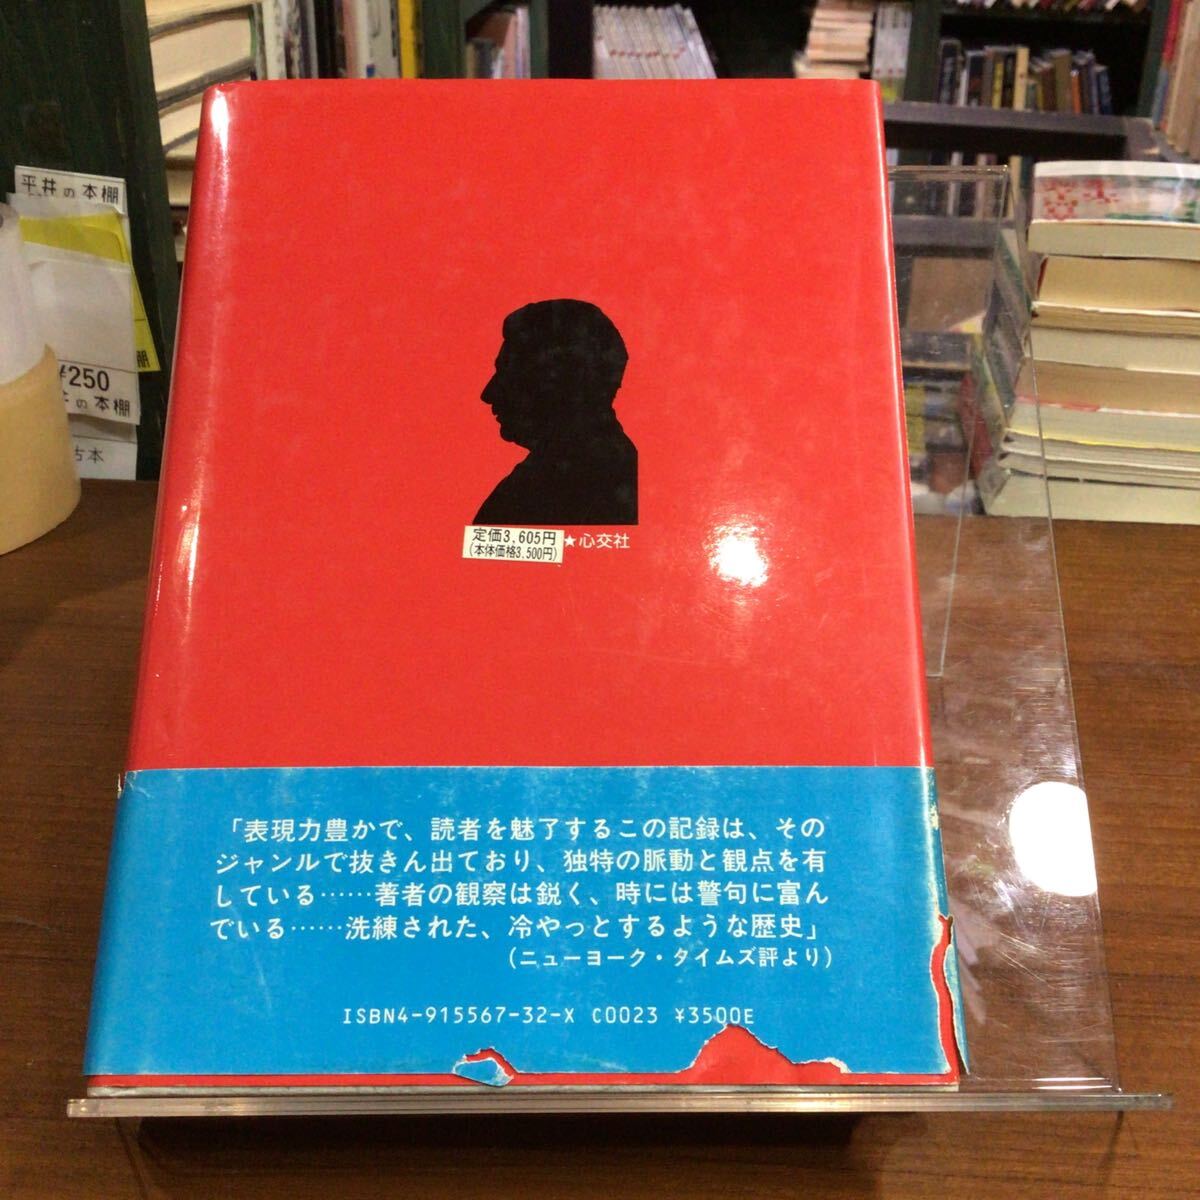 平井の本棚
¥250
の本棚
古本
定価3,605円
(本体価格3,500円)
★心交社
「表現力豊かで、読者を魅了するこの記録は、その
ジャンルで抜きん出ており、独特の脈動と観点を有
している……著者の観察は鋭く、時には警句に富ん
でいる……洗練された、冷やっとするような歴史」
(ニューヨーク・タイムズ評より)
ISBN4-915567-32-X C0023 ¥3500E